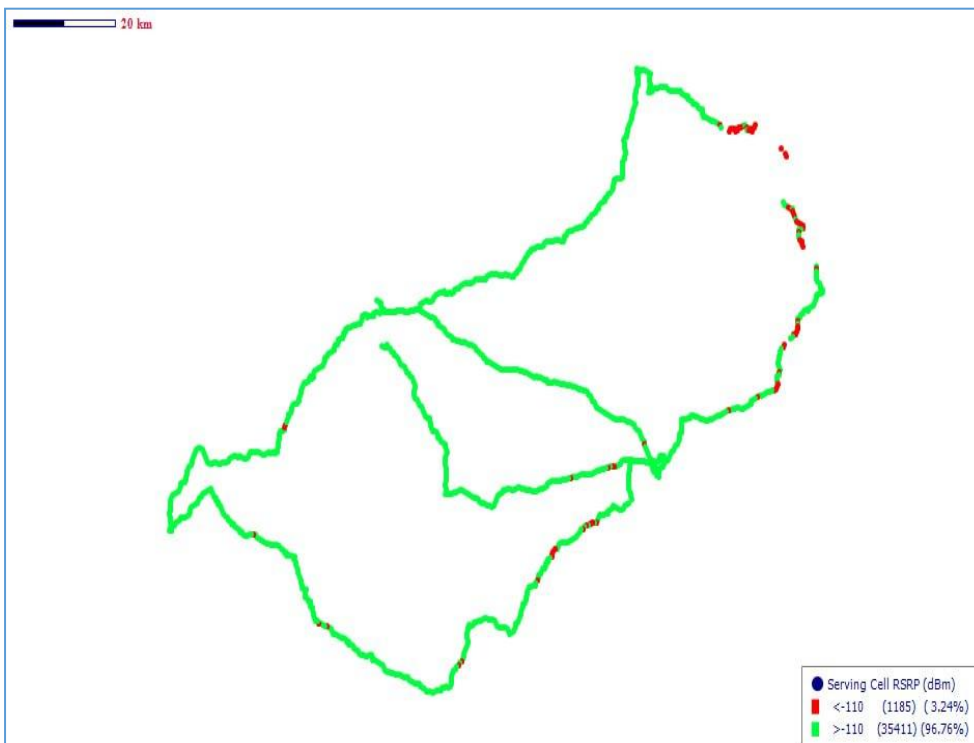 20 km
Serving Cell RSRP (dBm)
<-110 (1185) ( 3.24%)
>-110 (35411) (96.76%)